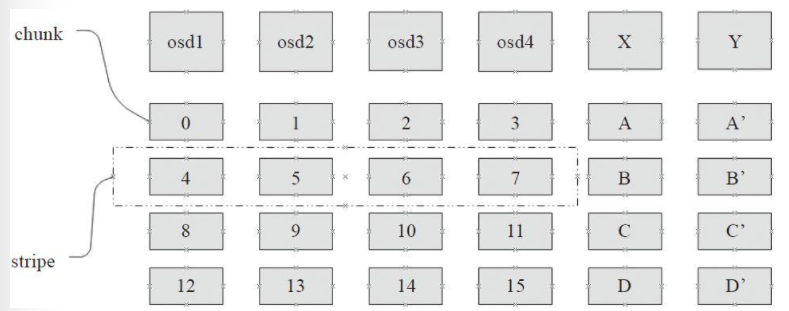 chunk
osd1 osd2 osd3 osd4 X Y
0 1 2 3 A A’
4 5 6 7 B B’
8 9 10 11 C C’
stripe
12 13 14 15 D D’